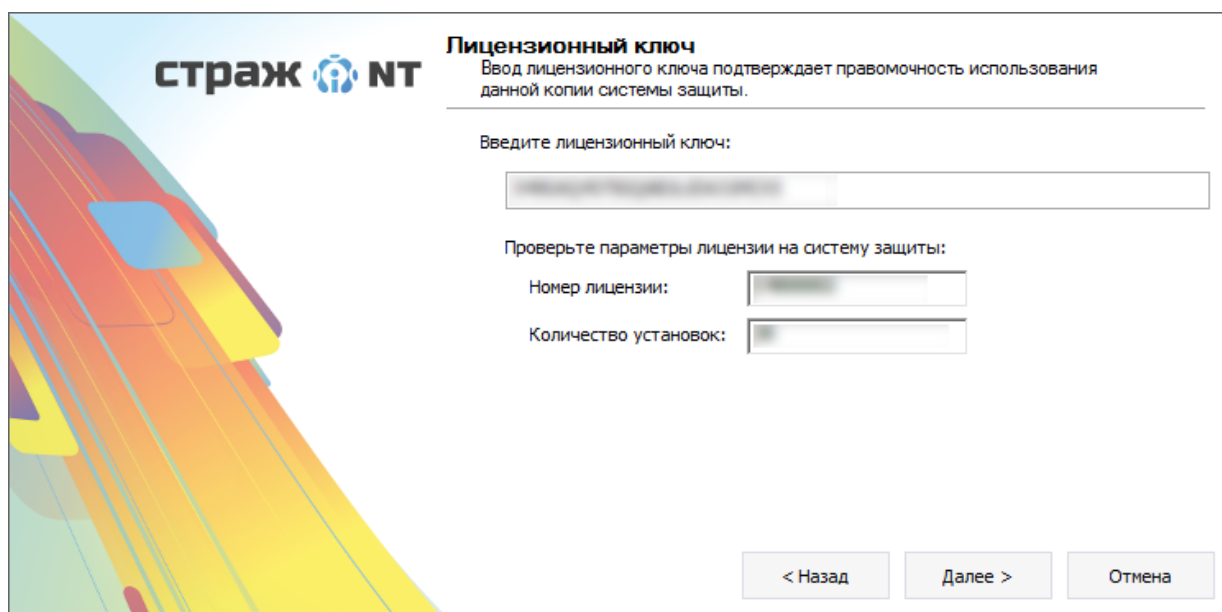 страж NT
Лицензионный ключ
Ввод лицензионного ключа подтверждает правомочность использования
данной копии системы защиты.
Введите лицензионный ключ:
Проверьте параметры лицензии на систему защиты:
Номер лицензии:
Количество установок:
< Назад
Далее >
Отмена